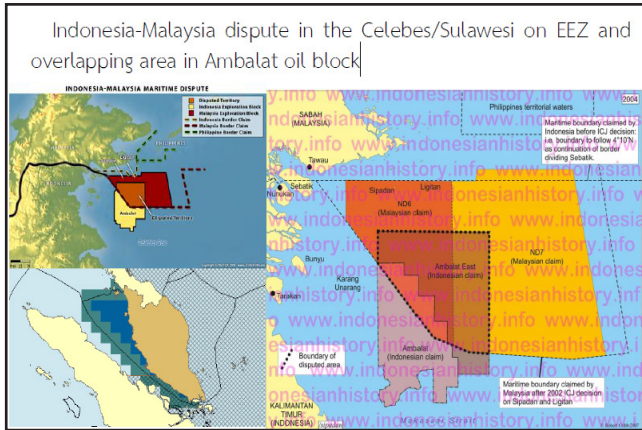 Indonesia-Malaysia dispute in the Celebes/Sulawesi on EEZ and
overlapping area in Ambalat oil block
INDONESIA-MALAYSIA MARITIME DISPUTE
Disputed Territory
Indonesia Exploration Block
Malaysia Exploration Block
Indonesia Border Claim
Malaysia Border Claim
Philippine Border Claim
PHILIPPINES
Ambalat
Disputed Territory
2004
Philippines territorial waters
SABAH
(MALAYSIA)
Maritime boundary claimed by
Indonesia before ICJ decision:
i.e. boundary to follow 4°10'N
as continuation of border
dividing Sebatik.
Tawau
Nunukan
Sebatik
Sipadan
Ligitan
ND6
(Malaysian claim)
ND7
(Malaysian claim)
Ambalat East
(Indonesian claim)
Bunyu
Karang
Unarang
Tarakan
Ambalat
(Indonesian claim)
Boundary of
disputed area
Maritime boundary claimed by
Malaysia after 2002 ICJ decision
on Sipadan and Ligitan
KALIMANTAN
TIMUR
(INDONESIA)
Makassar Strait
www.indonesianhistory.info